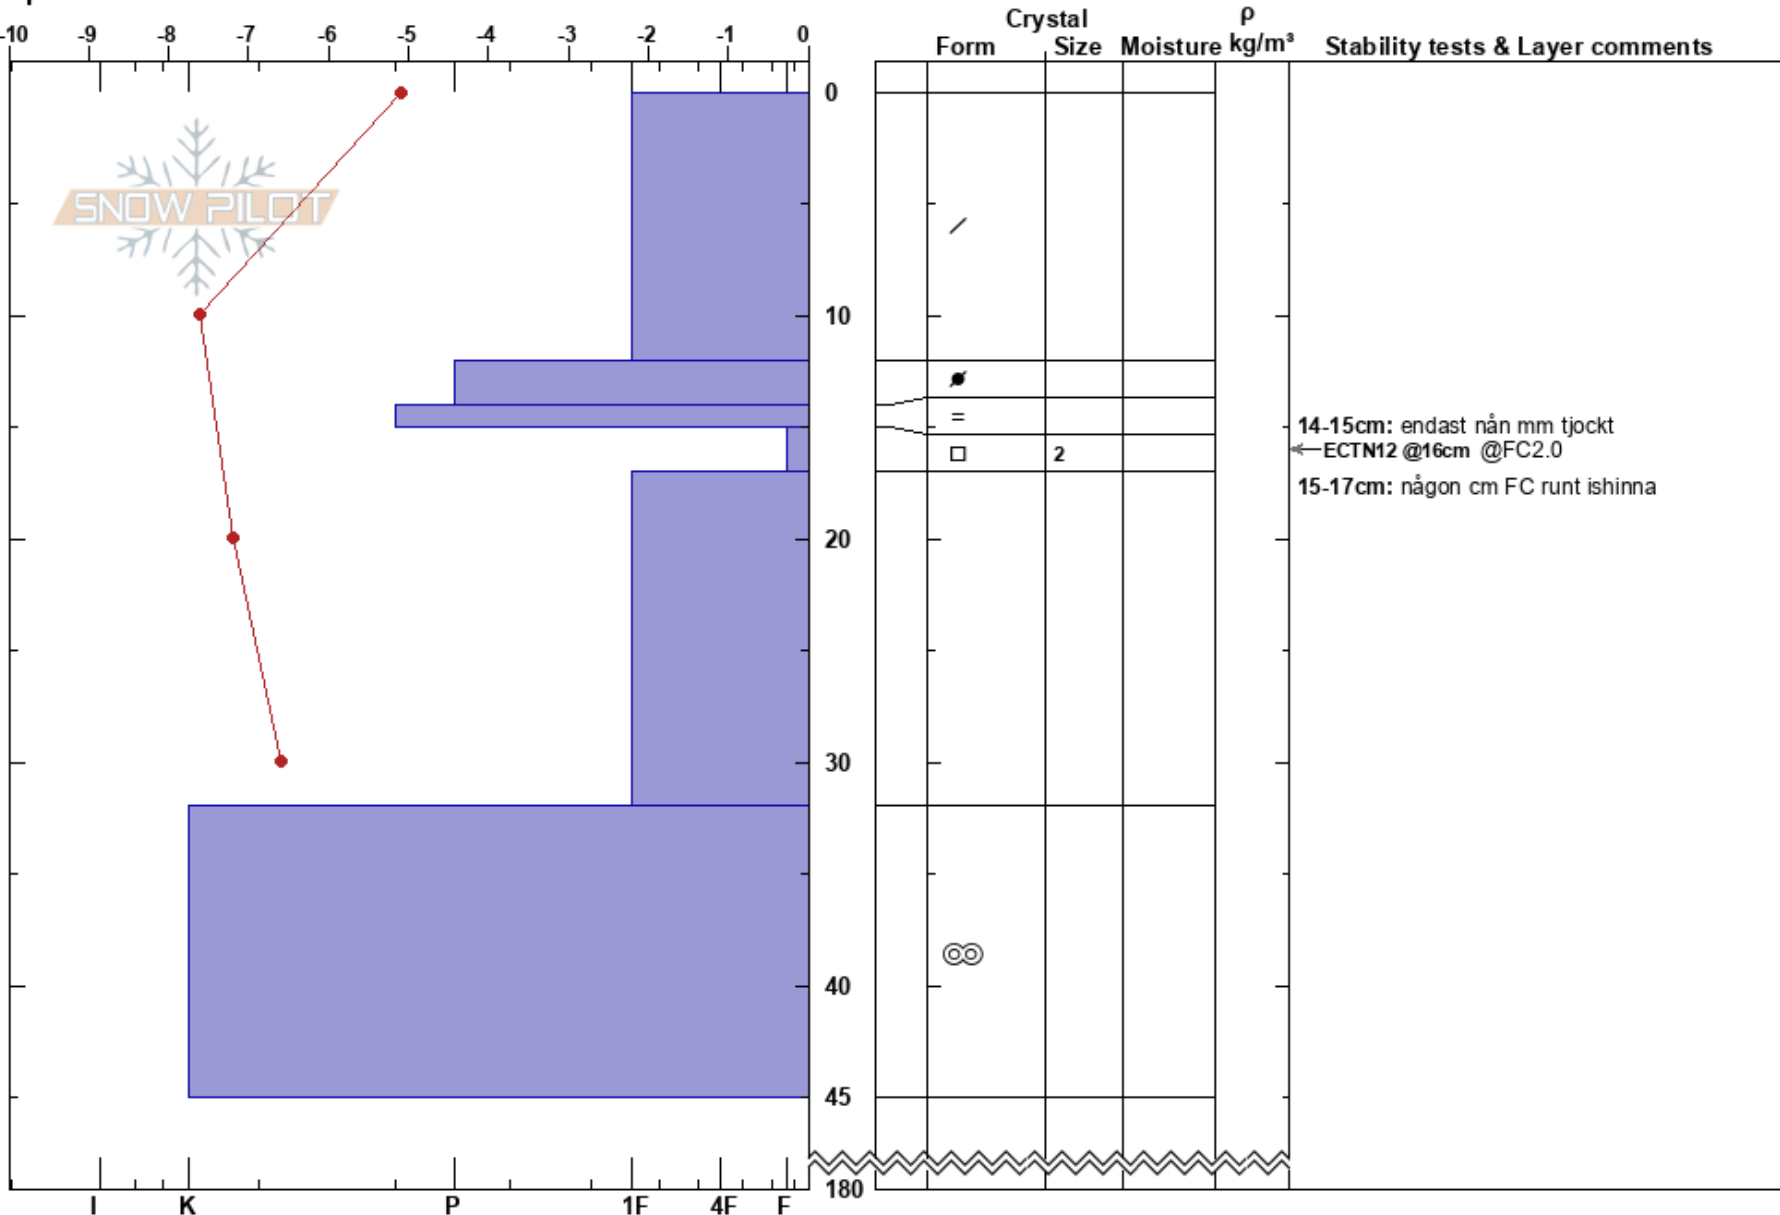 Crystal ρ
-10 -9 -8 -7 -6 -5 -4 -3 -2 -1 0 Form Size Moisture kg/m³ Stability tests & Layer comments
0
SNOW PILOT
10
14-15cm: endast nån mm tjockt
2 ECTN12 @16cm @FC2.0
15-17cm: någon cm FC runt ishinna
20
30
40
45
180
I K P 1F 4F F